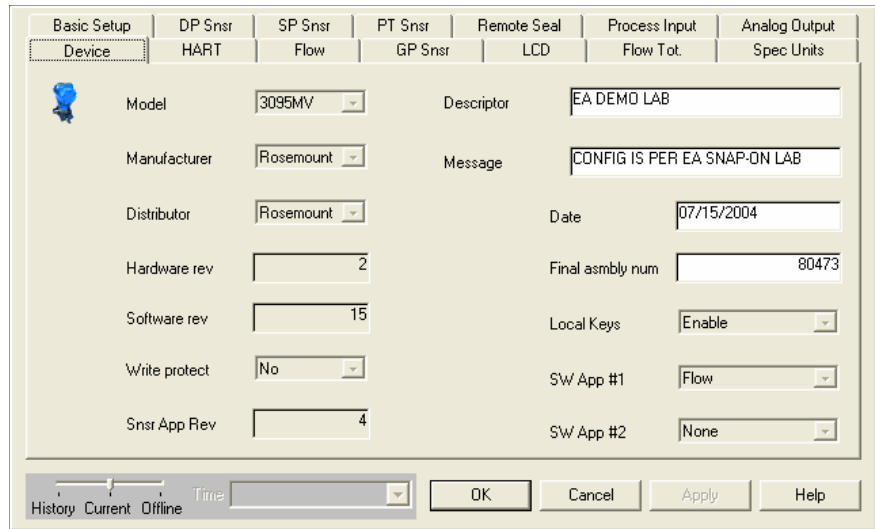 Basic Setup DP Snsr SP Snsr PT Snsr Remote Seal Process Input Analog Output
Device HART Flow GP Snsr LCD Flow Tot. Spec Units
Model 3095MV
Manufacturer Rosemount
Distributor Rosemount
Hardware rev 2
Software rev 15
Write protect No
Snsr App Rev 4
Descriptor EA DEMO LAB
Message CONFIG IS PER EA SNAP-ON LAB
Date 07/15/2004
Final asmbly num 80473
Local Keys Enable
SW App #1 Flow
SW App #2 None
History Current Offline
Time
OK Cancel Apply Help